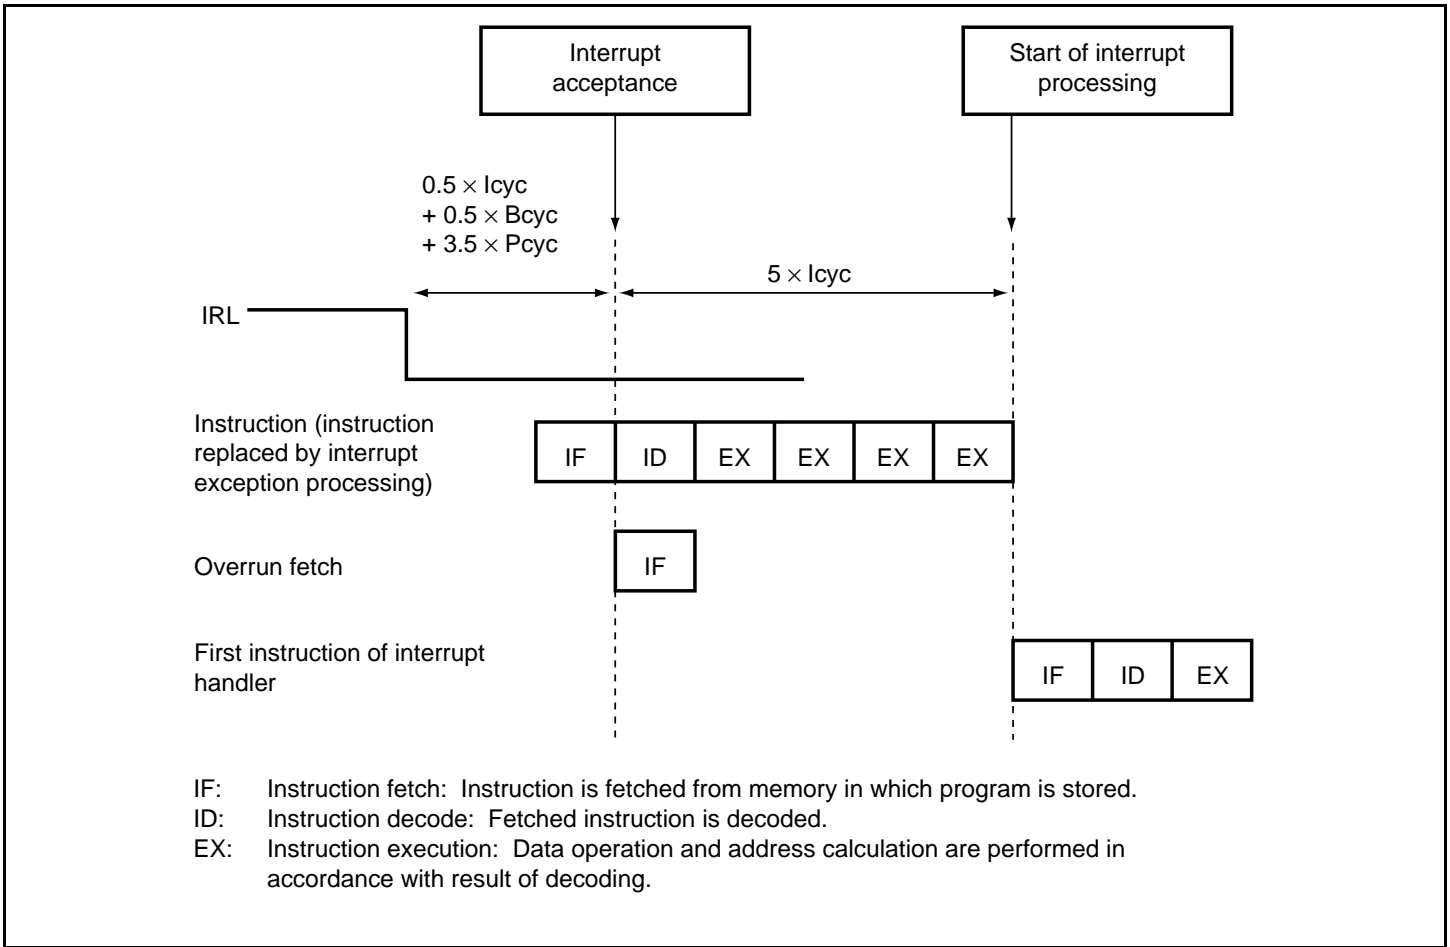 Interrupt
acceptance
Start of interrupt
processing
0.5 × Icyc
+ 0.5 × Bcyc
+ 3.5 × Pcyc
5 × Icyc
IRL
Instruction (instruction
replaced by interrupt
exception processing)
IF ID EX EX EX EX
Overrun fetch
IF
First instruction of interrupt
handler
IF ID EX
IF: Instruction fetch: Instruction is fetched from memory in which program is stored.
ID: Instruction decode: Fetched instruction is decoded.
EX: Instruction execution: Data operation and address calculation are performed in
accordance with result of decoding.